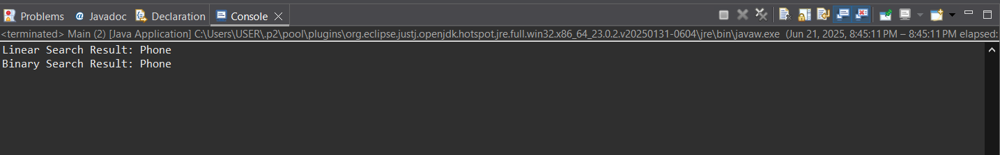 Problems @ Javadoc Declaration Console
<terminated> Main (2) [Java Application] C:\Users\USER\.p2\pool\plugins\org.eclipse.justj.openjdk.hotspot.jre.full.win32.x86_64_23.0.2.v20250131-0604\jre\bin\javaw.exe (Jun 21, 2025, 8:45:11 PM – 8:45:11 PM elapsed:
Linear Search Result: Phone
Binary Search Result: Phone